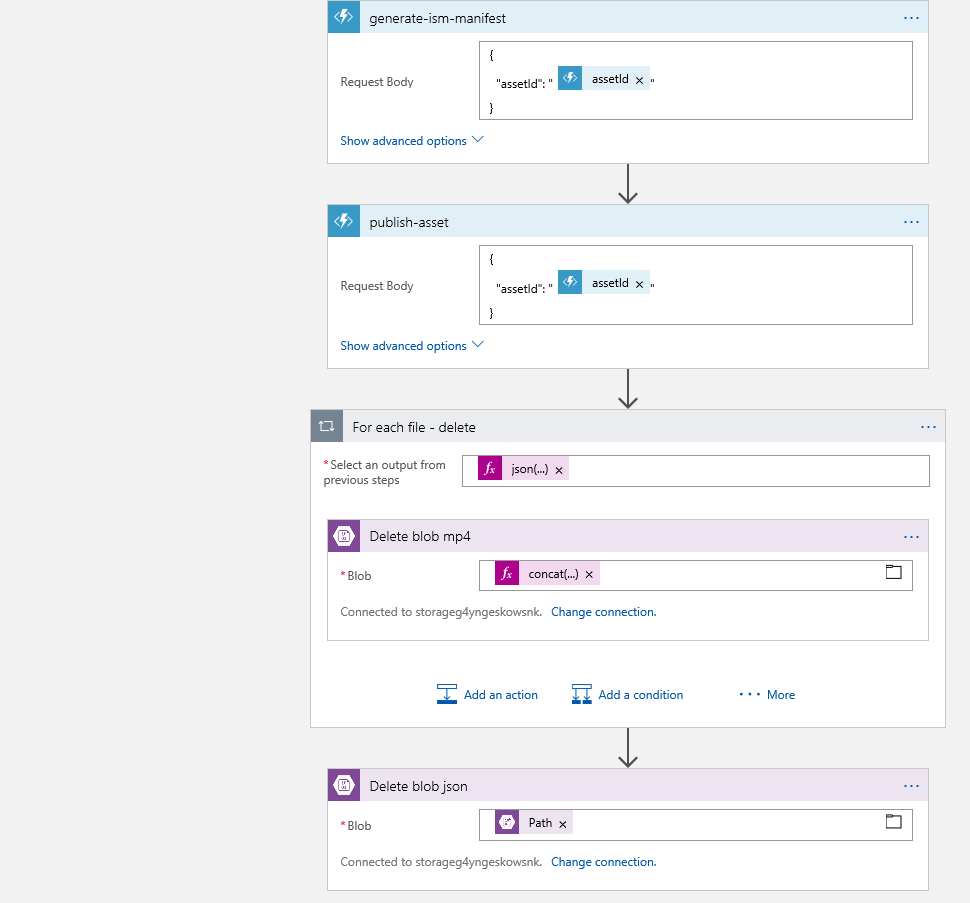 generate-ism-manifest
...
Request Body
{
"assetId": " assetId × "
}
Show advanced options
publish-asset
...
Request Body
{
"assetId": " assetId × "
}
Show advanced options
For each file - delete
...
*Select an output from
previous steps
fx json(...) ×
Delete blob mp4
...
*Blob
fx concat(...) ×
Connected to storageg4yngeskowsnk. Change connection.
Add an action Add a condition ... More
Delete blob json
...
*Blob
Path ×
Connected to storageg4yngeskowsnk. Change connection.